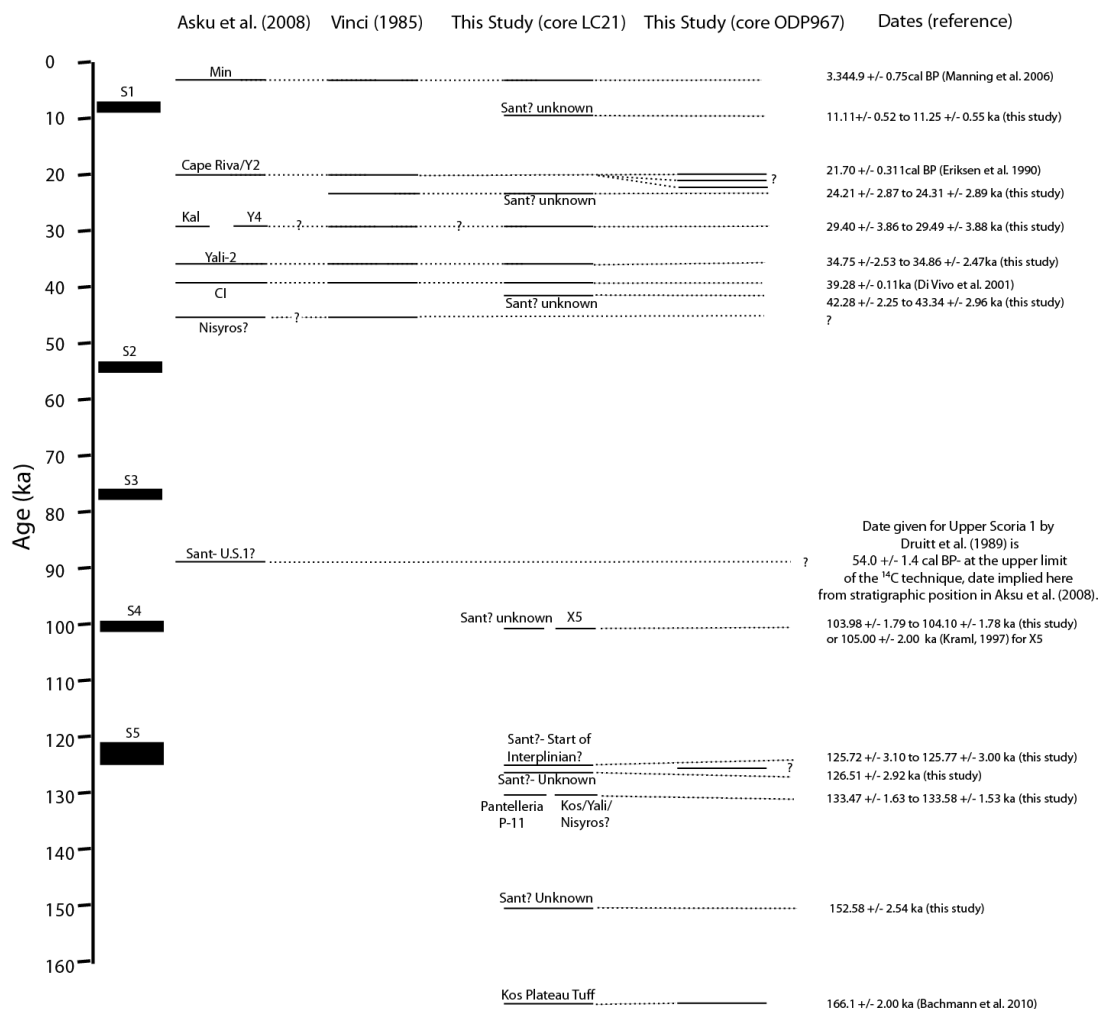 Asku et al. (2008) Vinci (1985) This Study (core LC21) This Study (core ODP967) Dates (reference)
0
Min
3.344.9 +/- 0.75cal BP (Manning et al. 2006)
S1
Sant? unknown
10
11.11+/- 0.52 to 11.25 +/- 0.55 ka (this study)
Cape Riva/Y2
21.70 +/- 0.311cal BP (Eriksen et al. 1990)
20
?
24.21 +/- 2.87 to 24.31 +/- 2.89 ka (this study)
Sant? unknown
Kal Y4
? ?
29.40 +/- 3.86 to 29.49 +/- 3.88 ka (this study)
30
Yali-2
34.75 +/-2.53 to 34.86 +/- 2.47ka (this study)
40
39.28 +/- 0.11ka (Di Vivo et al. 2001)
CI
Sant? unknown
42.28 +/- 2.25 to 43.34 +/- 2.96 ka (this study)
?
?
Nisyros?
50
S2
60
70
Age (ka)
S3
80
Date given for Upper Scoria 1 by
Druitt et al. (1989) is
54.0 +/- 1.4 cal BP- at the upper limit
of the ¹⁴C technique, date implied here
from stratigraphic position in Aksu et al. (2008).
Sant- U.S.1?
?
90
S4
Sant? unknown X5
100
103.98 +/- 1.79 to 104.10 +/- 1.78 ka (this study)
or 105.00 +/- 2.00 ka (Kraml, 1997) for X5
110
S5
120
Sant?- Start of
Interplinian?
125.72 +/- 3.10 to 125.77 +/- 3.00 ka (this study)
?
Sant?- Unknown
126.51 +/- 2.92 ka (this study)
130
133.47 +/- 1.63 to 133.58 +/- 1.53 ka (this study)
Pantelleria Kos/Yali/
P-11 Nisyros?
140
Sant? Unknown
150
152.58 +/- 2.54 ka (this study)
160
Kos Plateau Tuff
166.1 +/- 2.00 ka (Bachmann et al. 2010)